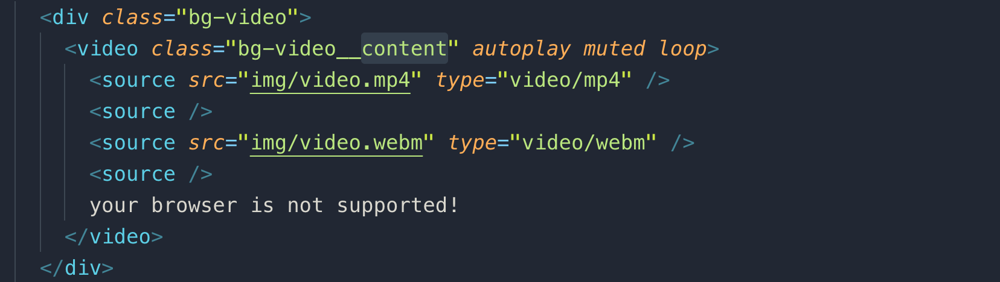 <div class="bg-video">
<video class="bg-video__content" autoplay muted loop>
<source src="img/video.mp4" type="video/mp4" />
<source />
<source src="img/video.webm" type="video/webm" />
<source />
your browser is not supported!
</video>
</div>